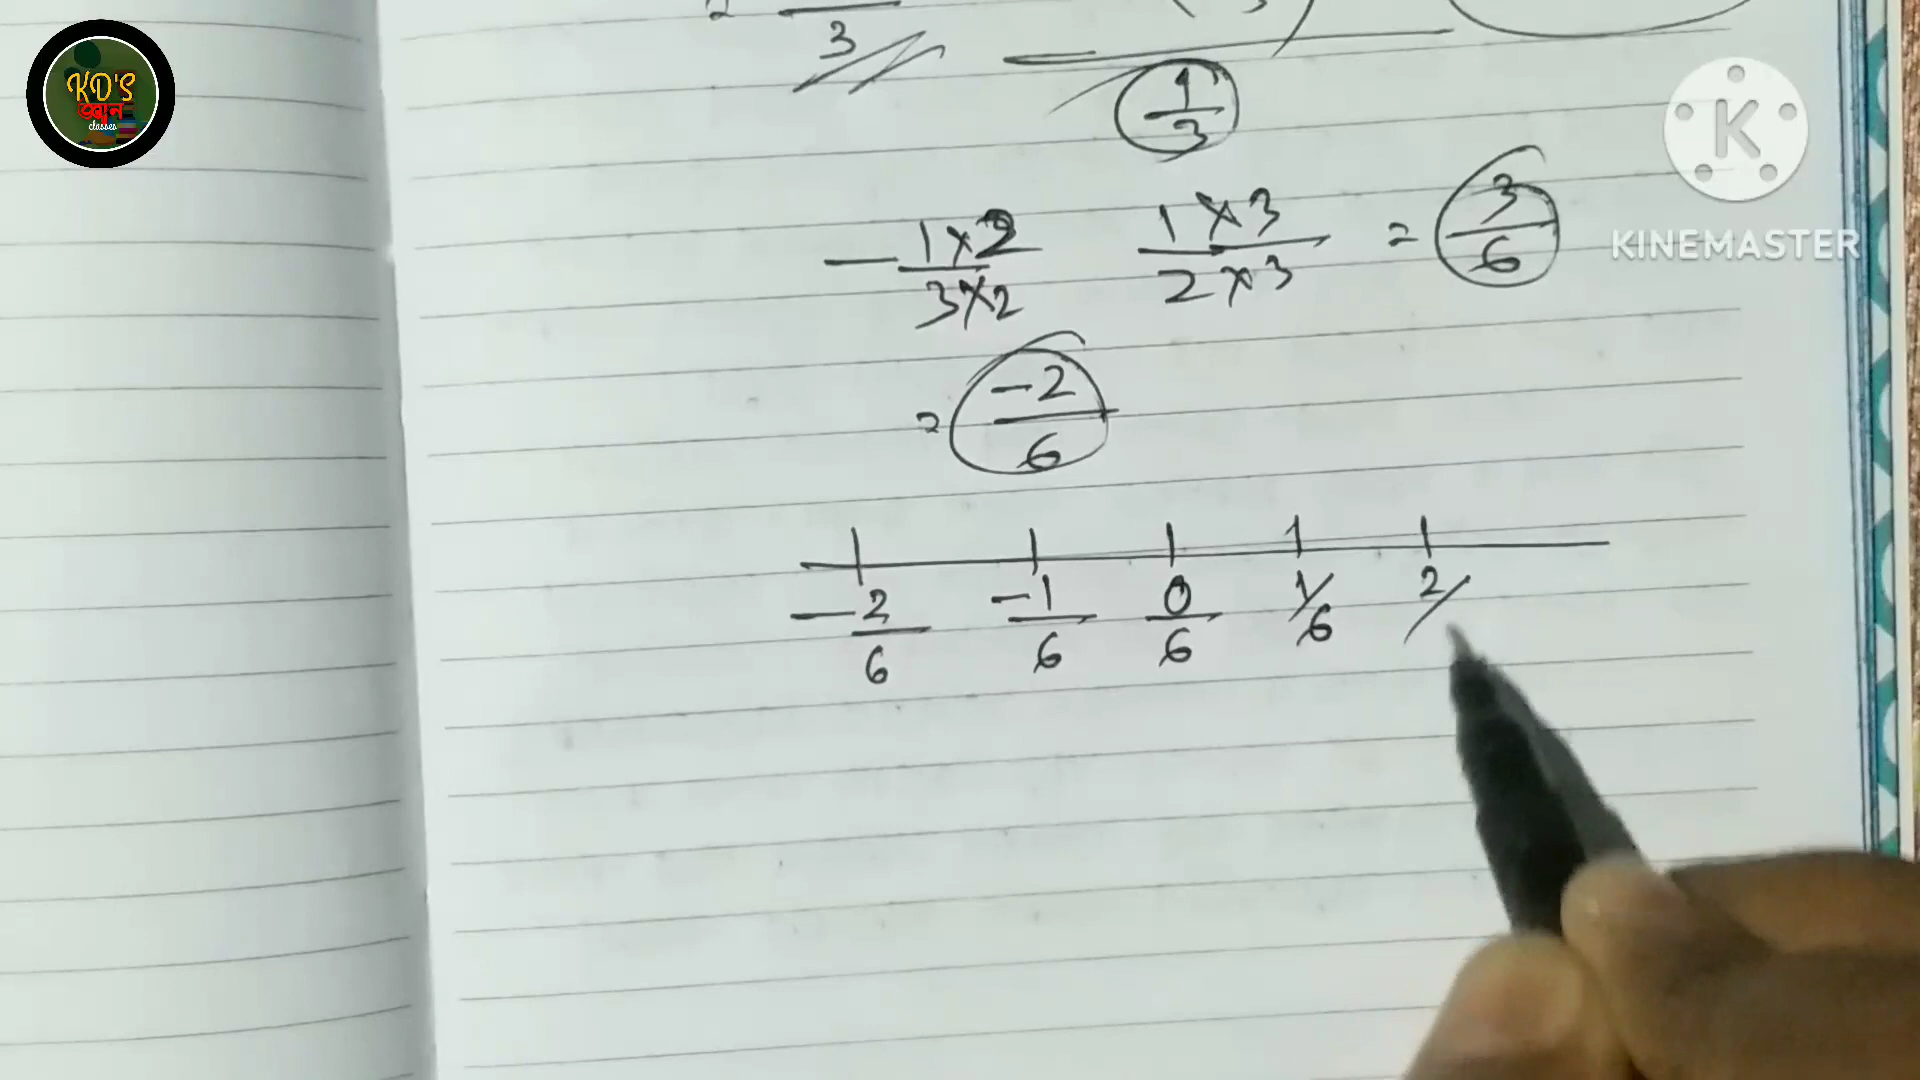 KD'S
জ্ঞান
classes
3
1/3
- 1×2/3×2 1×3/2×3 = 3/6
= -2/6
-2/6 -1/6 0/6 1/6 2/
K
KINEMASTER